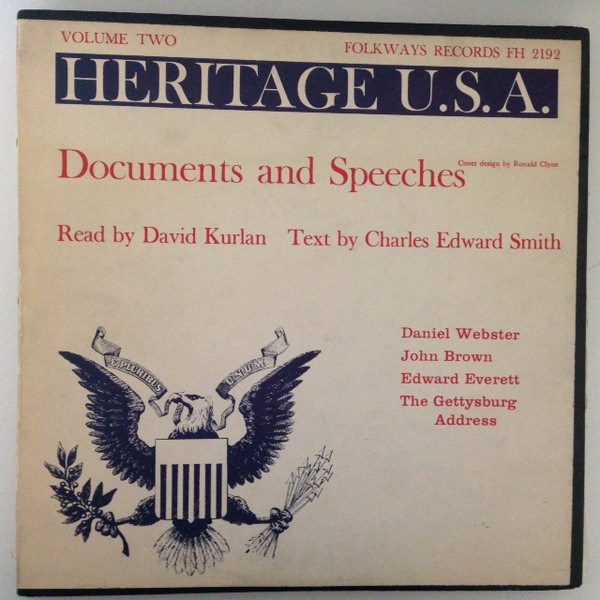 VOLUME TWO
FOLKWAYS RECORDS FH 2192
HERITAGE U.S.A.
Documents and Speeches
Cover design by Ronald Clyne
Read by David Kurlan Text by Charles Edward Smith
E PLURIBUS UNUM
Daniel Webster
John Brown
Edward Everett
The Gettysburg
Address